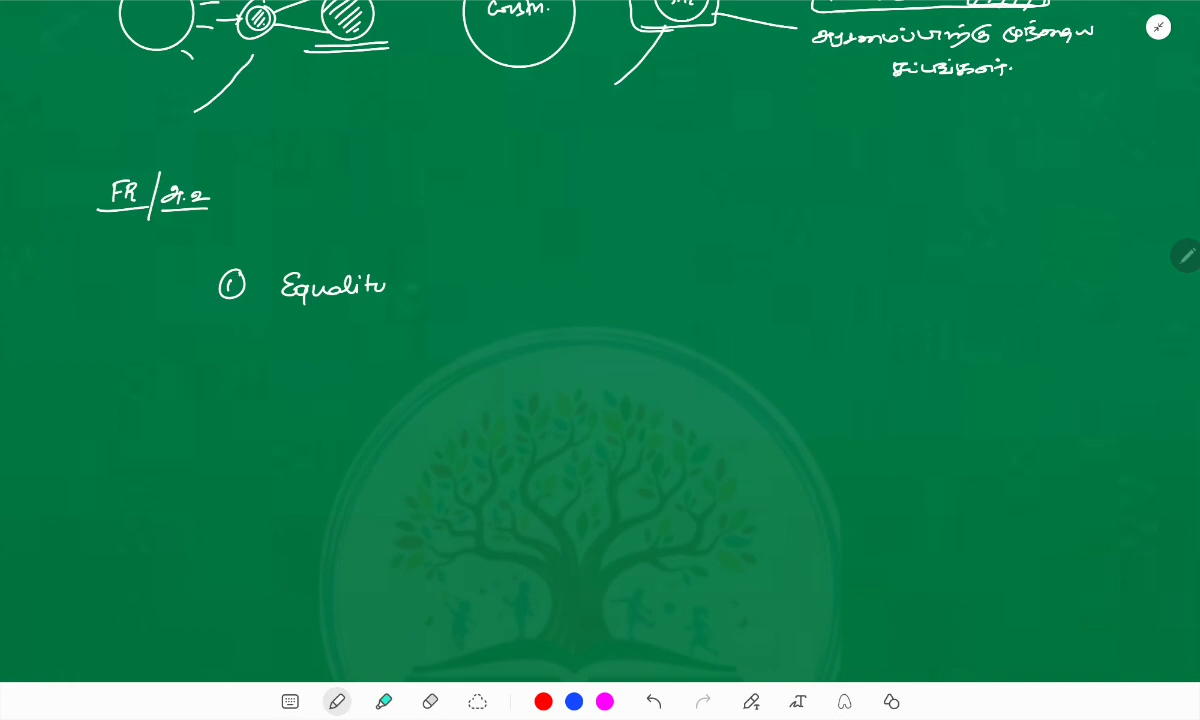 Constn.
அரசமைப்பிற்கு முந்தைய
சட்டங்கள்.
FR / அ.உ
① Equality